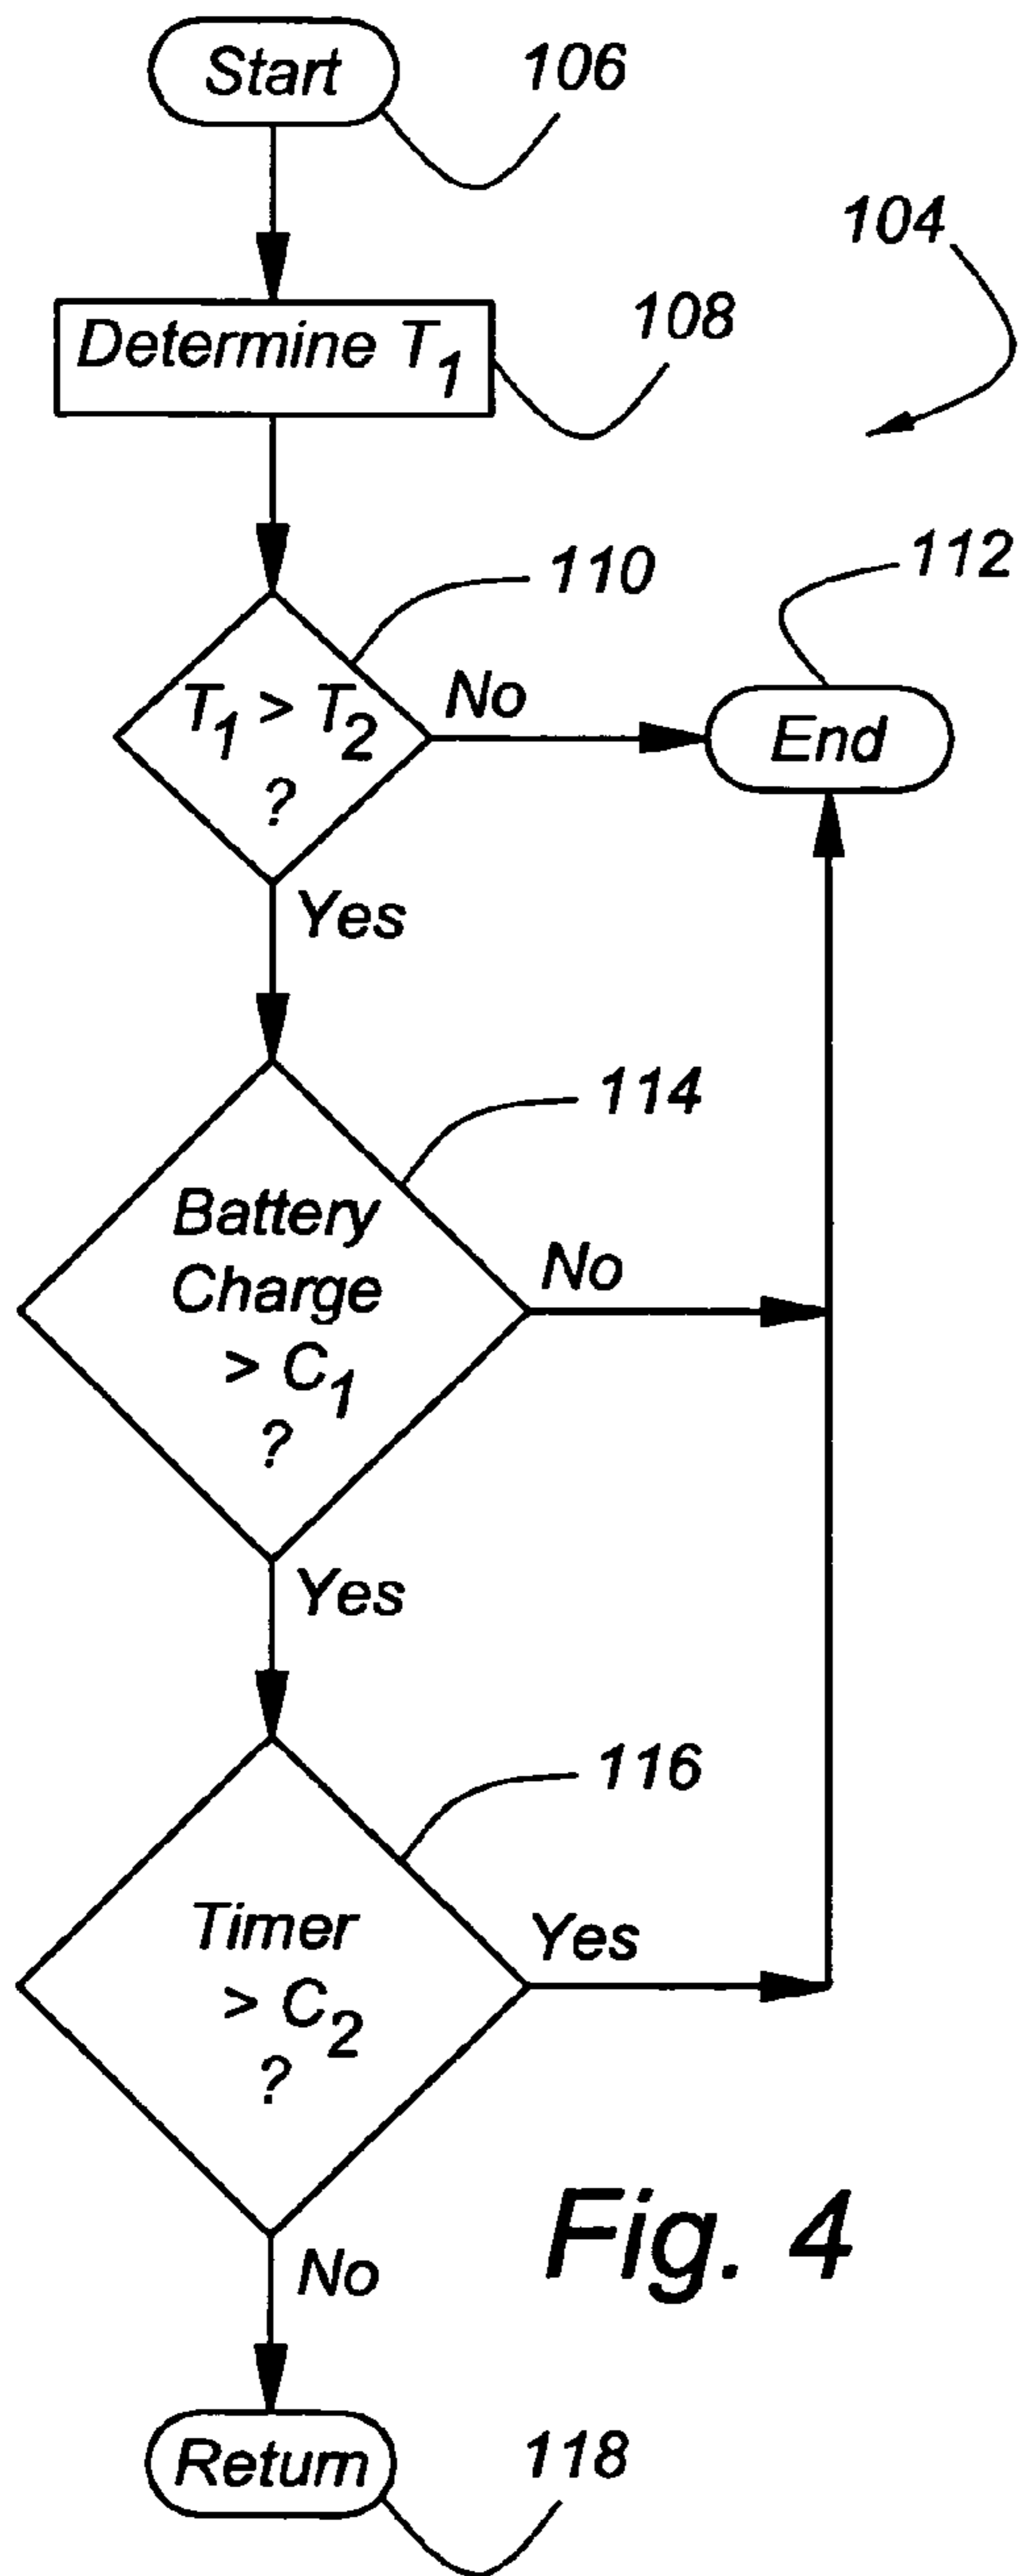 Start
106
104
Determine T1
108
110
112
T1 > T2
?
No
End
Yes
114
Battery
Charge
> C1
?
No
Yes
116
Timer
> C2
?
Yes
No
Fig. 4
Return
118